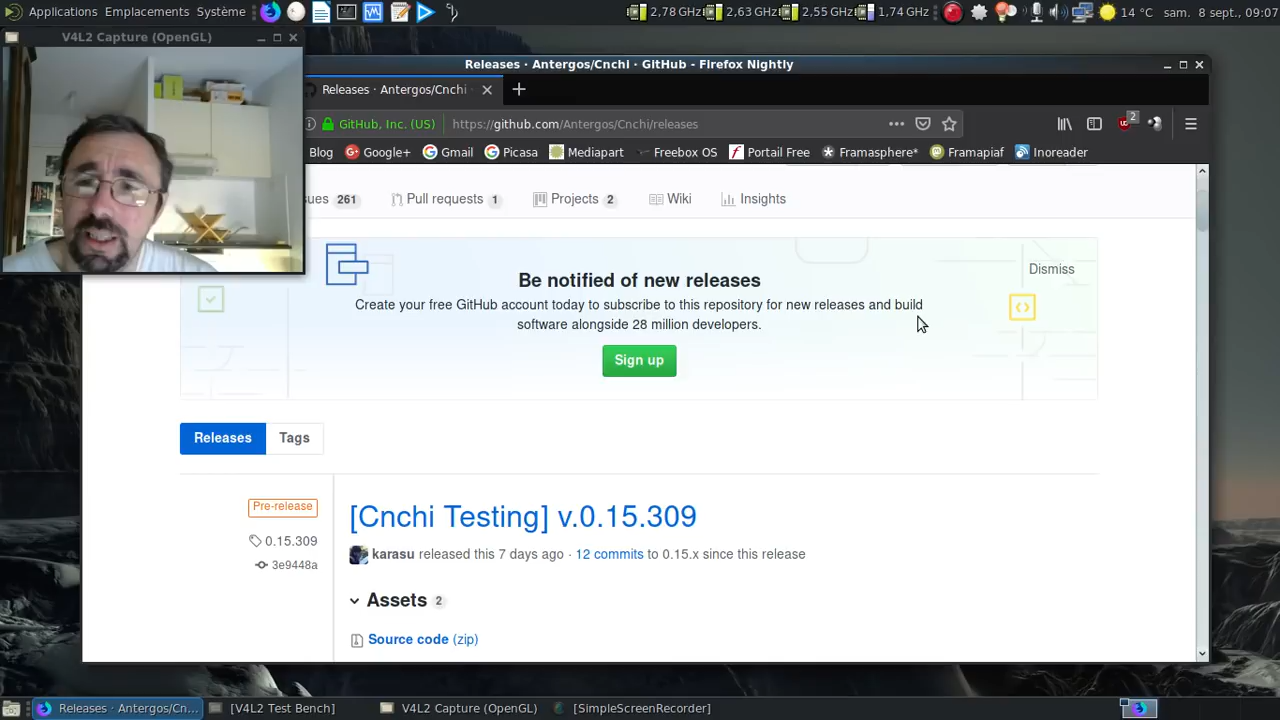 Applications Emplacements Système
2,78 GHz 2,63 GHz 2,55 GHz 1,74 GHz 14 °C sam. 8 sept., 09:07
V4L2 Capture (OpenGL)
Releases · Antergos/Cnchi · GitHub - Firefox Nightly
Releases · Antergos/Cnchi
GitHub, Inc. (US) https://github.com/Antergos/Cnchi/releases
2
Blog Google+ Gmail Picasa Mediapart Freebox OS Portail Free Framasphere* Framapiaf Inoreader
sues 261 Pull requests 1 Projects 2 Wiki Insights
Be notified of new releases
Dismiss
Create your free GitHub account today to subscribe to this repository for new releases and build
software alongside 28 million developers.
Sign up
Releases Tags
Pre-release
[Cnchi Testing] v.0.15.309
0.15.309
karasu released this 7 days ago · 12 commits to 0.15.x since this release
3e9448a
Assets 2
Source code (zip)
Releases · Antergos/Cn... [V4L2 Test Bench] V4L2 Capture (OpenGL) [SimpleScreenRecorder]